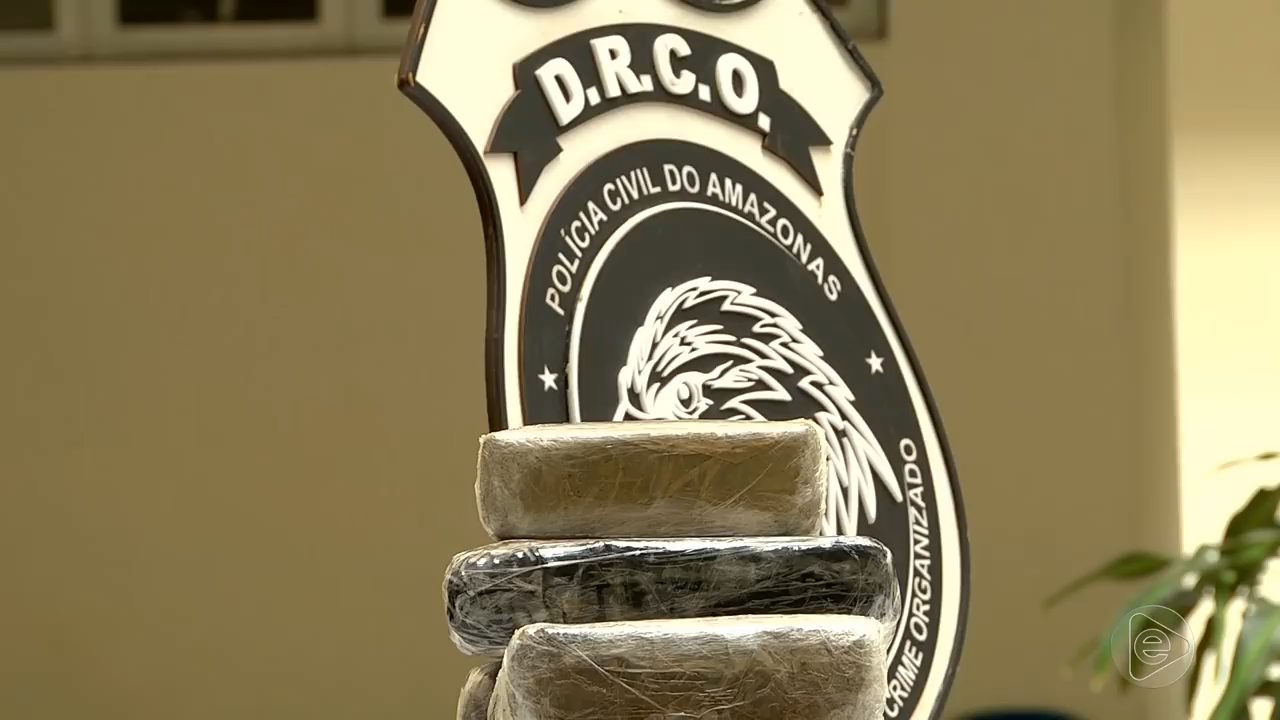 D.R.C.O.
POLÍCIA CIVIL DO AMAZONAS
CRIME ORGANIZADO
e